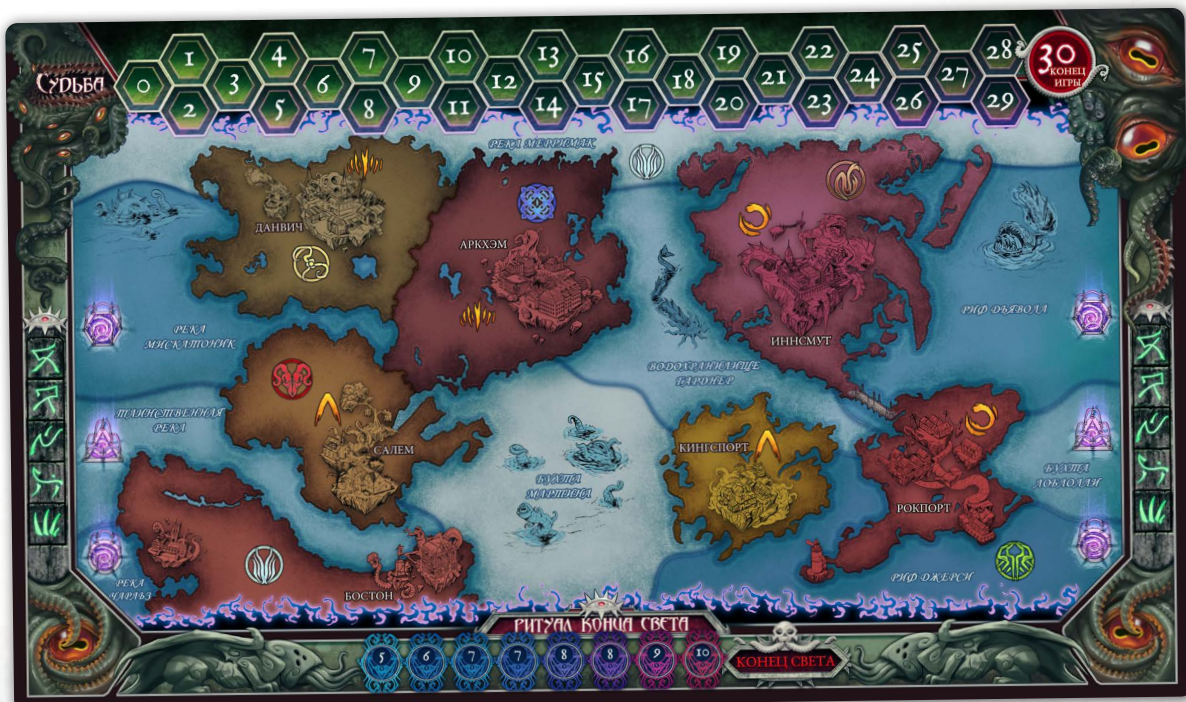 СУДЬБА
0
1
2
3
4
5
6
7
8
9
10
11
12
13
14
15
16
17
18
19
20
21
22
23
24
25
26
27
28
29
30
КОНЕЦ
ИГРЫ
РЕКА МЕРРИМАК
ДАНВИЧ
АРКХЭМ
ИННСМУТ
РИФ ДЬЯВОЛА
РЕКА
МИСКАТОНИК
ВОДОХРАНИЛИЩЕ
ГАРДНЕР
ТАИНСТВЕННАЯ
РЕКА
САЛЕМ
КИНГСПОРТ
БУХТА
МАРТИНА
БУХТА
ЛОБЛОЛЛИ
РОКПОРТ
РЕКА
ЧАРЛЬЗ
БОСТОН
РИФ ДЖЕРСИ
РИТУАЛ КОНЦА СВЕТА
5
6
7
7
8
8
9
10
КОНЕЦ СВЕТА